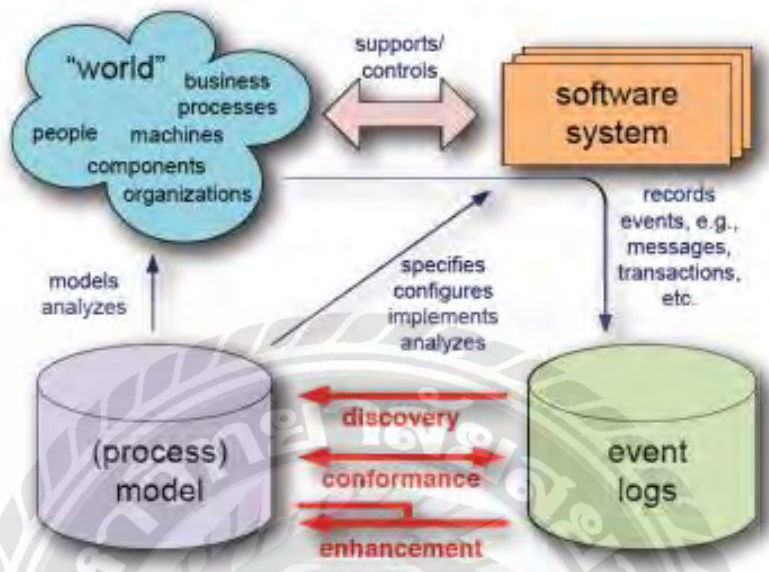 "world"
business
processes
people
machines
components
organizations
supports/
controls
software
system
records
events, e.g.,
messages,
transactions,
etc.
models
analyzes
specifies
configures
implements
analyzes
(process)
model
discovery
conformance
enhancement
event
logs